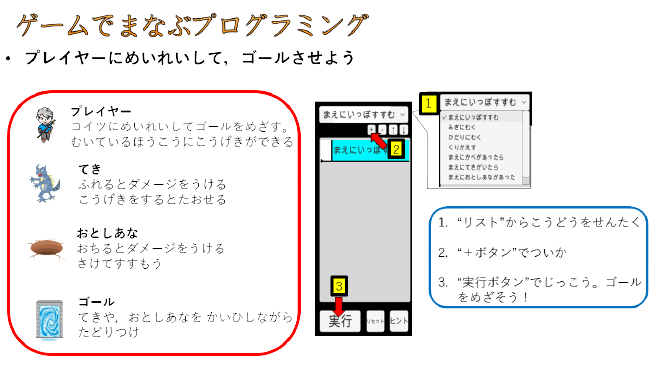 ゲームでまなぶプログラミング
• プレイヤーにめいれいして，ゴールさせよう
プレイヤー
コイツにめいれいしてゴールをめざす。
むいているほうこうにこうげきができる
てき
ふれるとダメージをうける
こうげきをするとたおせる
おとしあな
おちるとダメージをうける
さけてすすもう
ゴール
てきや，おとしあなを かいひしながら
たどりつけ
まえにいっぽすすむ
+ - ↑ ↓
まえにいっぽす
2
3
実行
リセット
ヒント
1
まえにいっぽすすむ
✓まえにいっぽすすむ
みぎにむく
ひだりにむく
くりかえす
まえにかべがあったら
まえにてきがいたら
まえにおとしあながあった
1. “リスト”からこうどうをせんたく
2. “＋ボタン”でついか
3. “実行ボタン”でじっこう。ゴール
をめざそう！